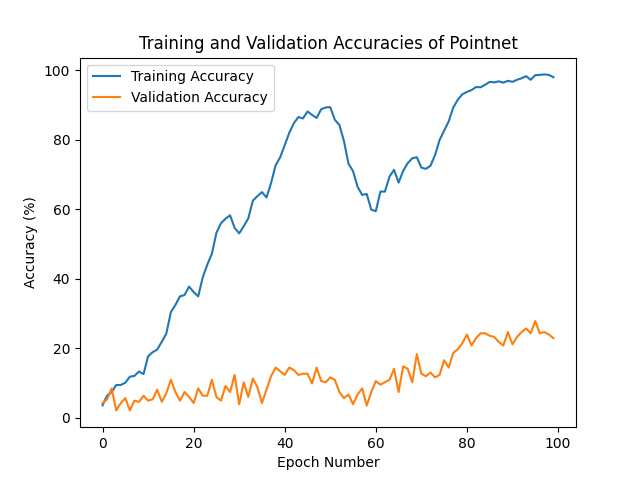 Training and Validation Accuracies of Pointnet
Training Accuracy
Validation Accuracy
100
80
60
40
20
0
Accuracy (%)
0 20 40 60 80 100
Epoch Number